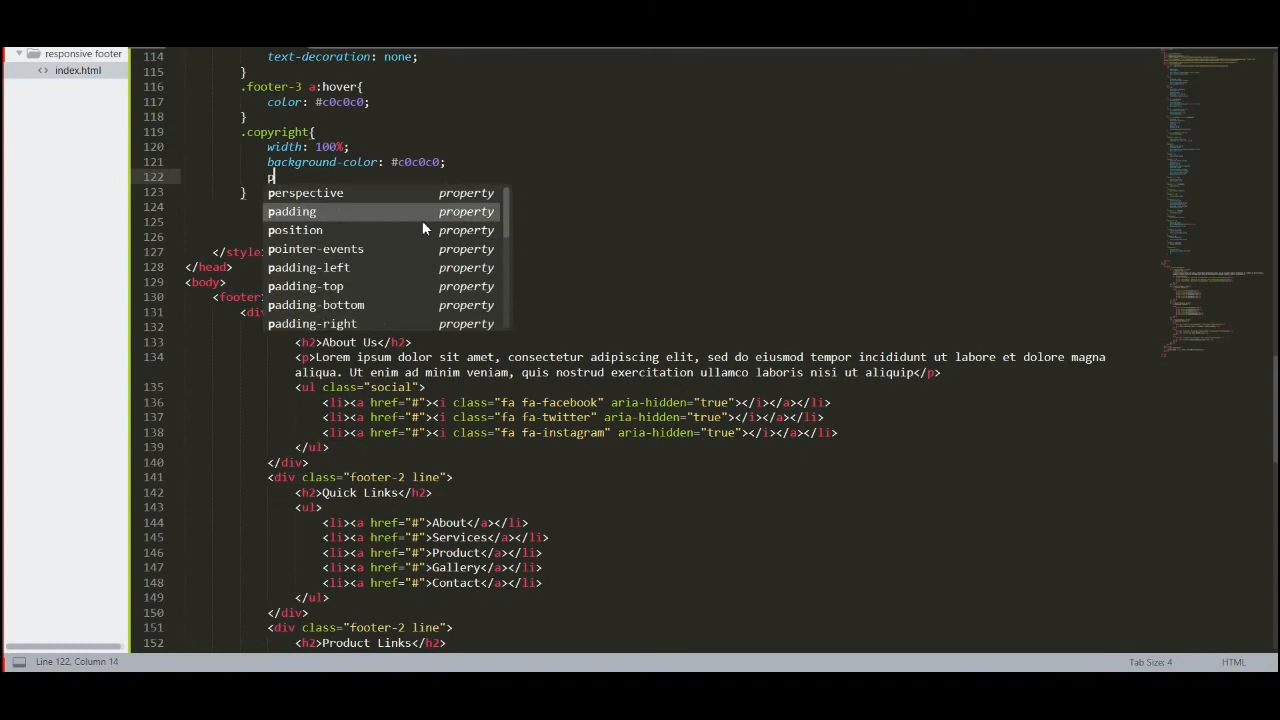 responsive footer
index.html
114 text-decoration: none;
115 }
116 .footer-3 a:hover{
117 color: #c0c0c0;
118 }
119 .copyright{
120 width: 100%;
121 background-color: #c0c0c0;
122 p
perspective property
123 }
padding property
124
125
position property
126
127 </style
pointer-events property
128 </head>
padding-left property
129 <body>
padding-top property
130 <footer
padding-bottom property
131 <di
padding-right property
132
133 <h2>About Us</h2>
134 <p>Lorem ipsum dolor sit amet, consectetur adipiscing elit, sed do eiusmod tempor incididunt ut labore et dolore magna
aliqua. Ut enim ad minim veniam, quis nostrud exercitation ullamco laboris nisi ut aliquip</p>
135 <ul class="social">
136 <li><a href="#"><i class="fa fa-facebook" aria-hidden="true"></i></a></li>
137 <li><a href="#"><i class="fa fa-twitter" aria-hidden="true"></i></a></li>
138 <li><a href="#"><i class="fa fa-instagram" aria-hidden="true"></i></a></li>
139 </ul>
140 </div>
141 <div class="footer-2 line">
142 <h2>Quick Links</h2>
143 <ul>
144 <li><a href="#">About</a></li>
145 <li><a href="#">Services</a></li>
146 <li><a href="#">Product</a></li>
147 <li><a href="#">Gallery</a></li>
148 <li><a href="#">Contact</a></li>
149 </ul>
150 </div>
151 <div class="footer-2 line">
152 <h2>Product Links</h2>
Line 122, Column 14 Tab Size: 4 HTML